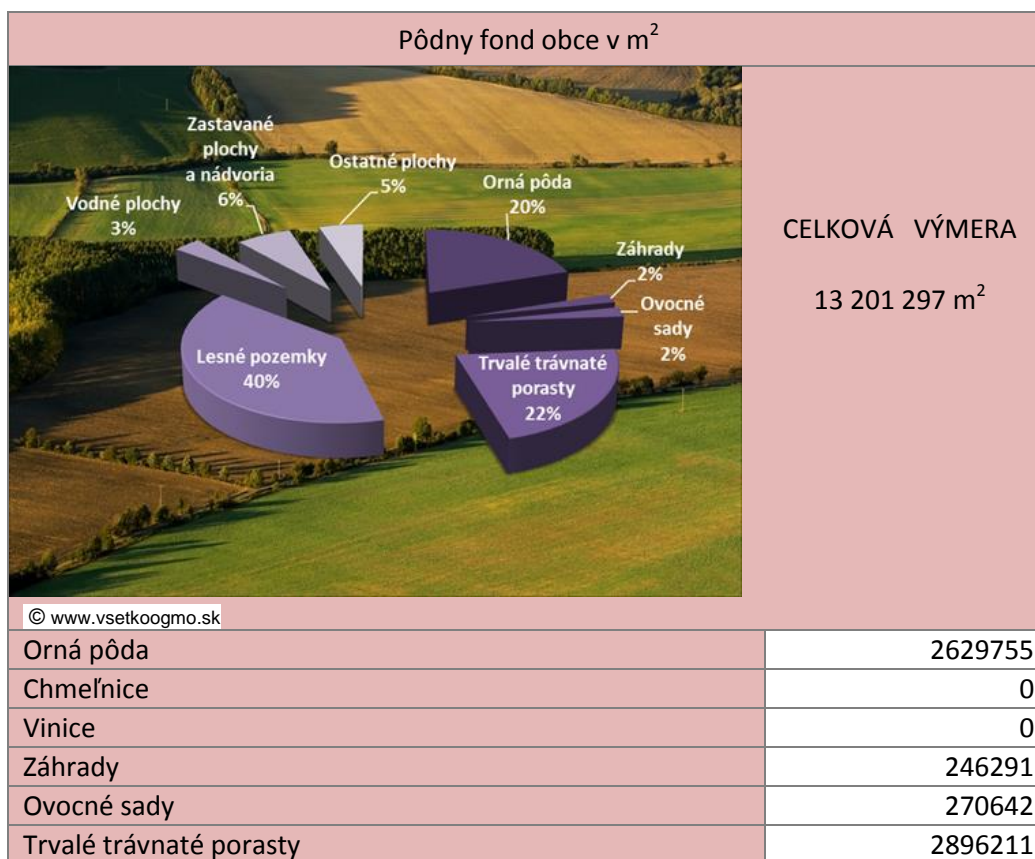 Pôdny fond obce v m²
Zastavané
plochy
a nádvoria
6%
Ostatné plochy
5%
Orná pôda
20%
Vodné plochy
3%
Záhrady
2%
Ovocné
sady
2%
Lesné pozemky
40%
Trvalé trávnaté
porasty
22%
CELKOVÁ VÝMERA
13 201 297 m²
© www.vsetkoogmo.sk
Orná pôda 2629755
Chmeľnice 0
Vinice 0
Záhrady 246291
Ovocné sady 270642
Trvalé trávnaté porasty 2896211